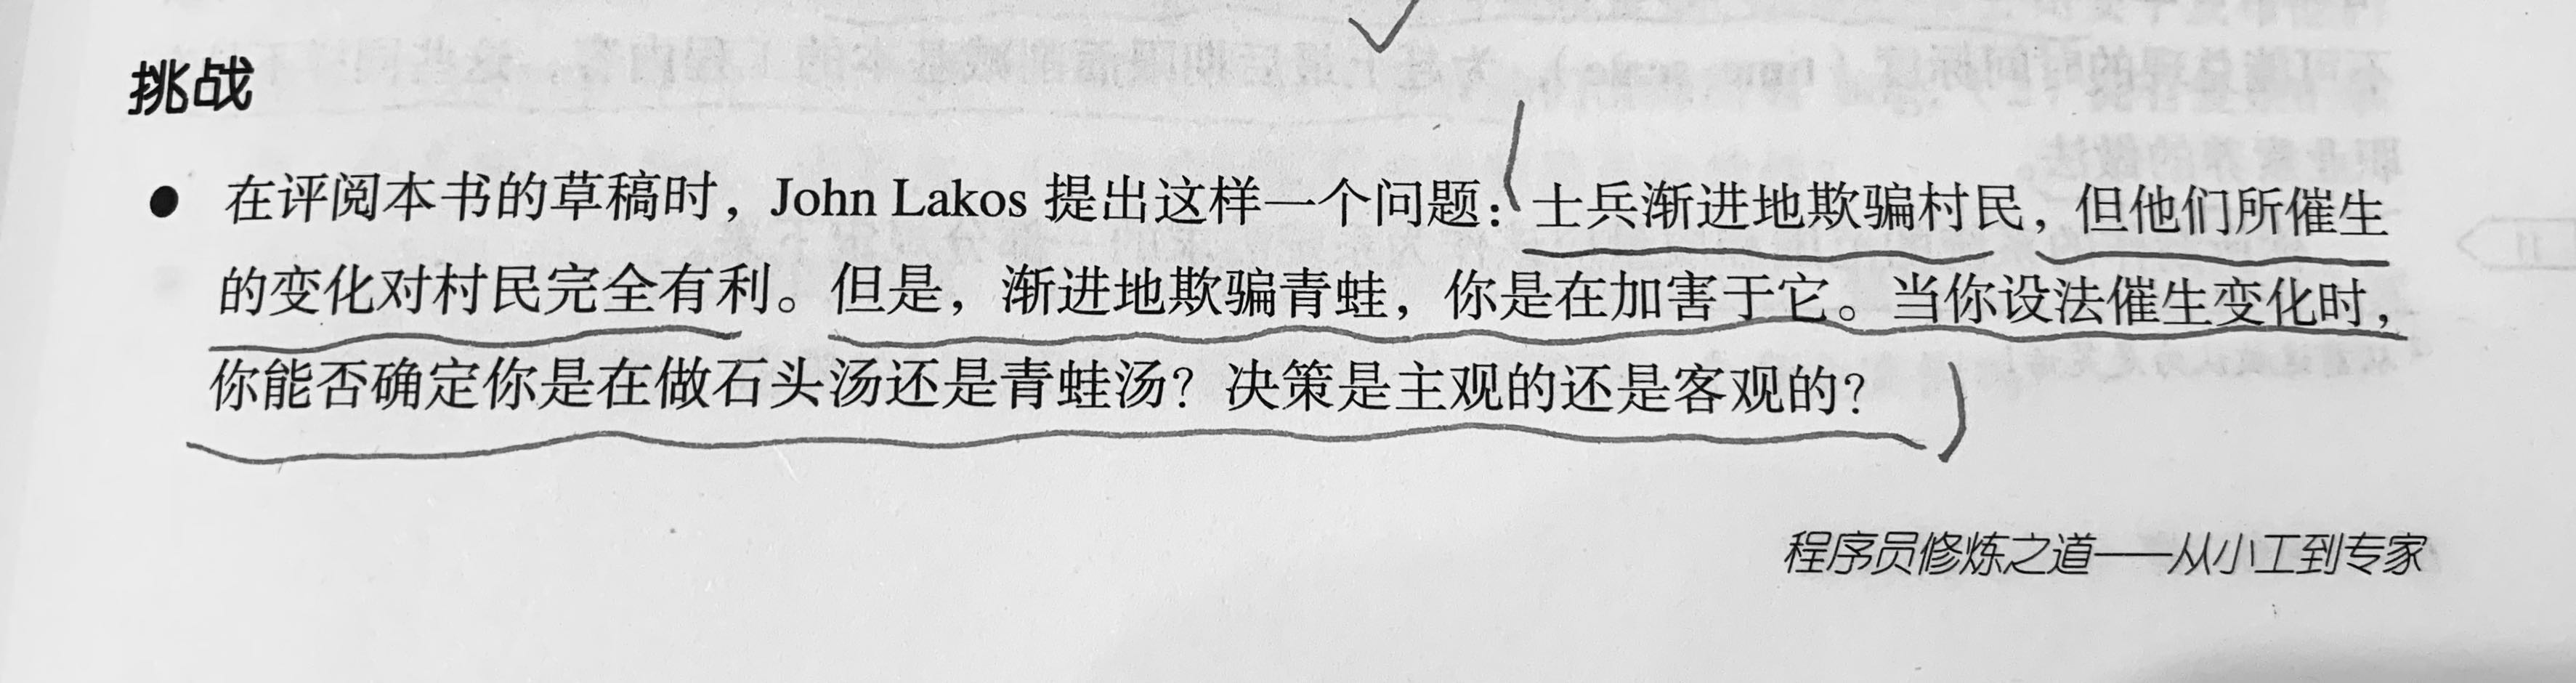 挑战
● 在评阅本书的草稿时，John Lakos 提出这样一个问题：士兵渐进地欺骗村民，但他们所催生
的变化对村民完全有利。但是，渐进地欺骗青蛙，你是在加害于它。当你设法催生变化时，
你能否确定你是在做石头汤还是青蛙汤？决策是主观的还是客观的？
程序员修炼之道——从小工到专家